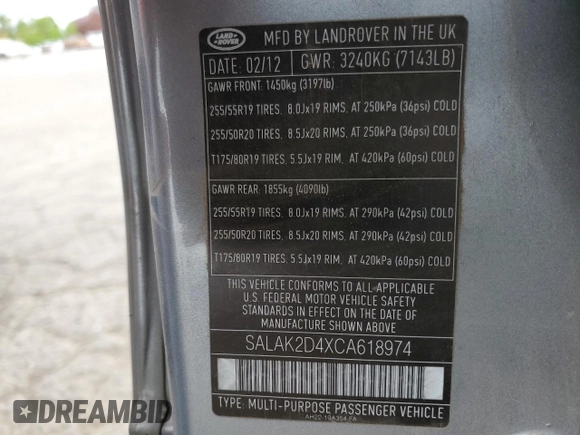 LAND ROVER
MFD BY LANDROVER IN THE UK
DATE: 02/12 GWR: 3240KG (7143LB)
GAWR FRONT: 1450kg (3197lb)
255/55R19 TIRES, 8.0Jx19 RIMS, AT 250kPa (36psi) COLD
255/50R20 TIRES, 8.5Jx20 RIMS, AT 250kPa (36psi) COLD
T175/80R19 TIRES, 5.5Jx19 RIM, AT 420kPa (60psi) COLD
GAWR REAR: 1855kg (4090lb)
255/55R19 TIRES, 8.0Jx19 RIMS, AT 290kPa (42psi) COLD
255/50R20 TIRES, 8.5Jx20 RIMS, AT 290kPa (42psi) COLD
T175/80R19 TIRES, 5.5Jx19 RIM, AT 420kPa (60psi) COLD
THIS VEHICLE CONFORMS TO ALL-APPLICABLE
U.S. FEDERAL MOTOR VEHICLE SAFETY
STANDARDS IN EFFECT ON THE DATE OF
MANUFACTURE SHOWN ABOVE
SALAK2D4XCA618974
TYPE: MULTI-PURPOSE PASSENGER VEHICLE
AUTOBIDMASTER